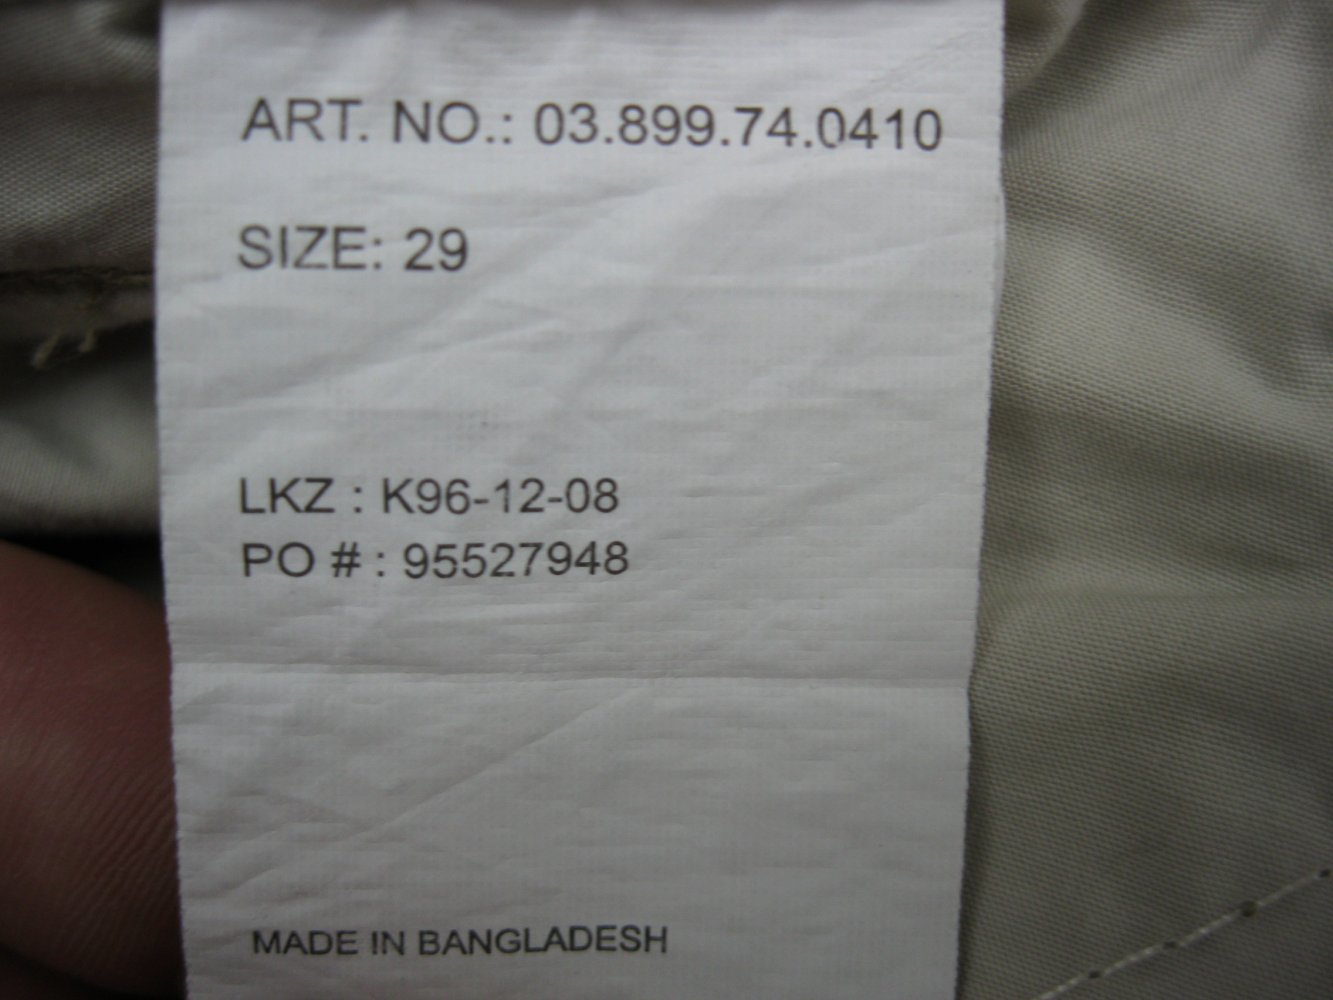 ART. NO.: 03.899.74.0410
SIZE: 29
LKZ : K96-12-08
PO # : 95527948
MADE IN BANGLADESH